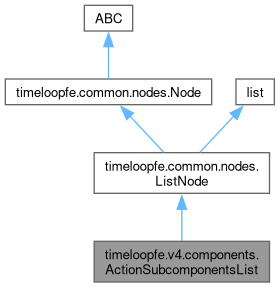 ABC
timeloopfe.common.nodes.Node
list
timeloopfe.common.nodes.
ListNode
timeloopfe.v4.components.
ActionSubcomponentsList